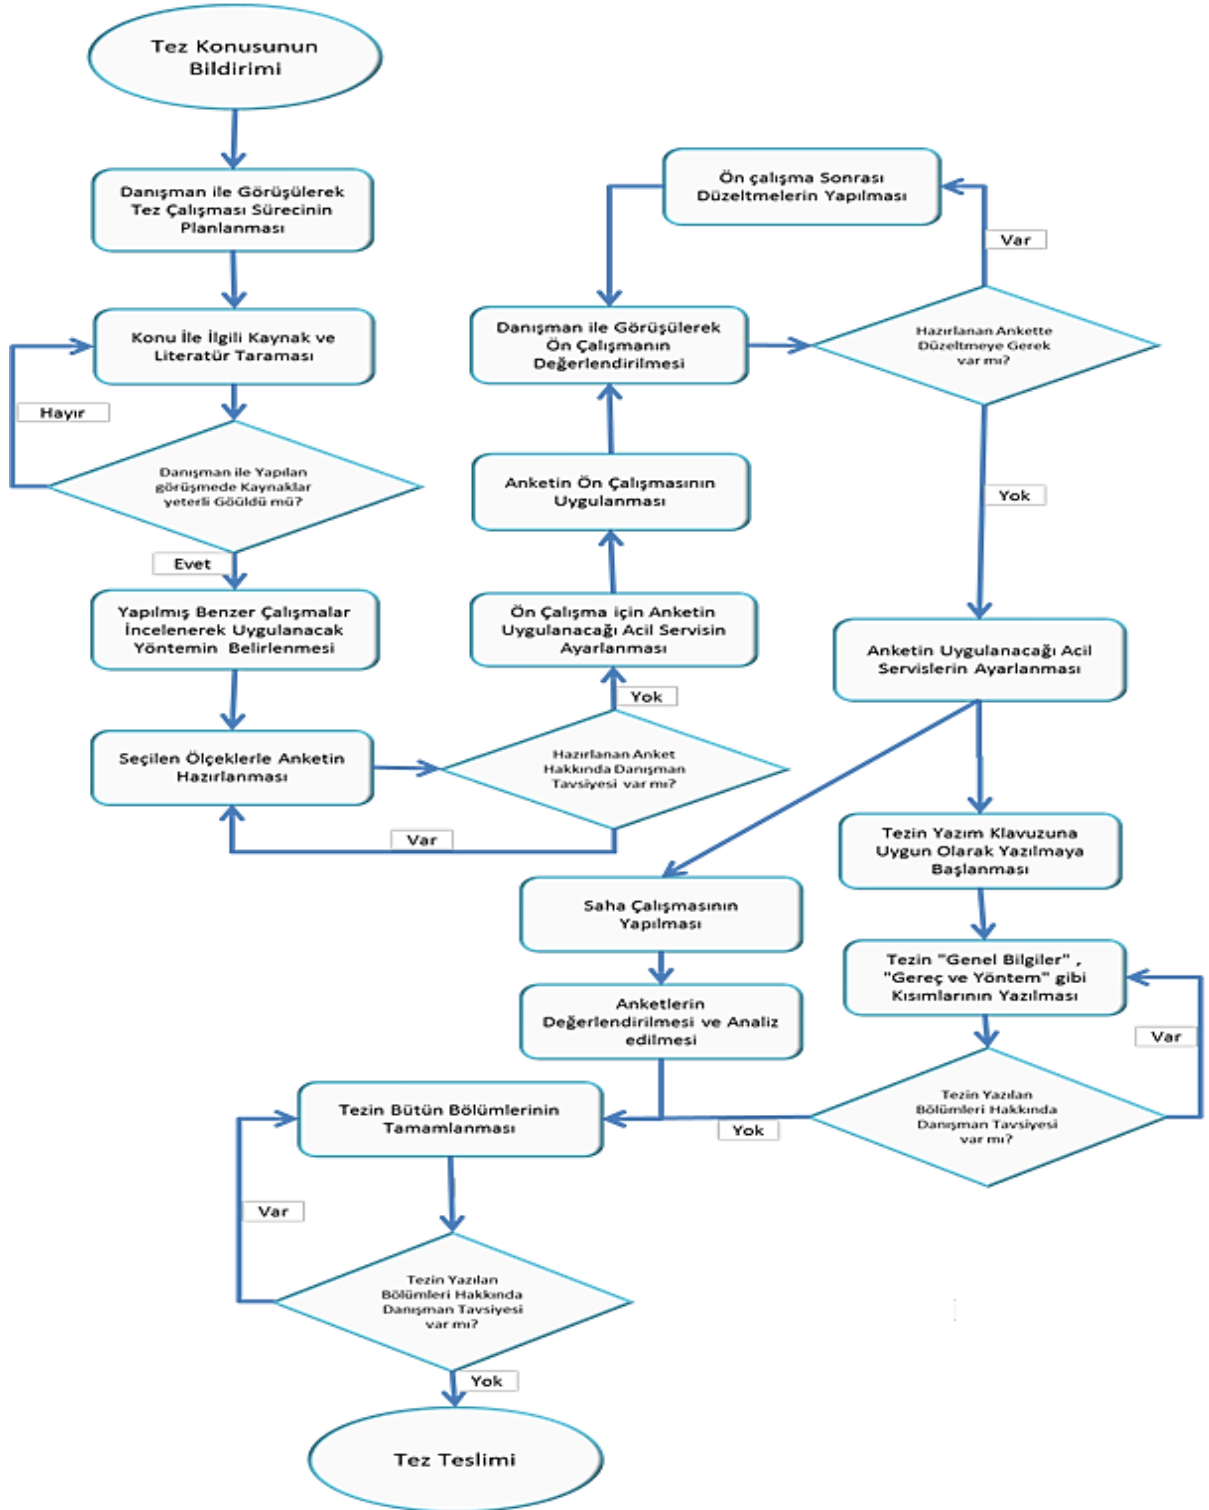 Tez Konusunun
Bildirimi
Danışman ile Görüşülerek
Tez Çalışması Sürecinin
Planlanması
Konu İle İlgili Kaynak ve
Literatür Taraması
Hayır
Danışman ile Yapılan
görüşmede Kaynaklar
yeterli Göüldü mü?
Evet
Yapılmış Benzer Çalışmalar
İncelenerek Uygulanacak
Yöntemin Belirlenmesi
Seçilen Ölçeklerle Anketin
Hazırlanması
Hazırlanan Anket
Hakkında Danışman
Tavsiyesi var mı?
Var
Yok
Ön Çalışma için Anketin
Uygulanacağı Acil Servisin
Ayarlanması
Anketin Ön Çalışmasının
Uygulanması
Danışman ile Görüşülerek
Ön Çalışmanın
Değerlendirilmesi
Hazırlanan Ankette
Düzeltmeye Gerek
var mı?
Var
Ön çalışma Sonrası
Düzeltmelerin Yapılması
Yok
Anketin Uygulanacağı Acil
Servislerin Ayarlanması
Saha Çalışmasının
Yapılması
Anketlerin
Değerlendirilmesi ve Analiz
edilmesi
Tezin Yazım Klavuzuna
Uygun Olarak Yazılmaya
Başlanması
Tezin "Genel Bilgiler" ,
"Gereç ve Yöntem" gibi
Kısımlarının Yazılması
Var
Tezin Yazılan
Bölümleri Hakkında
Danışman Tavsiyesi
var mı?
Yok
Tezin Bütün Bölümlerinin
Tamamlanması
Var
Tezin Yazılan
Bölümleri Hakkında
Danışman Tavsiyesi
var mı?
Yok
Tez Teslimi